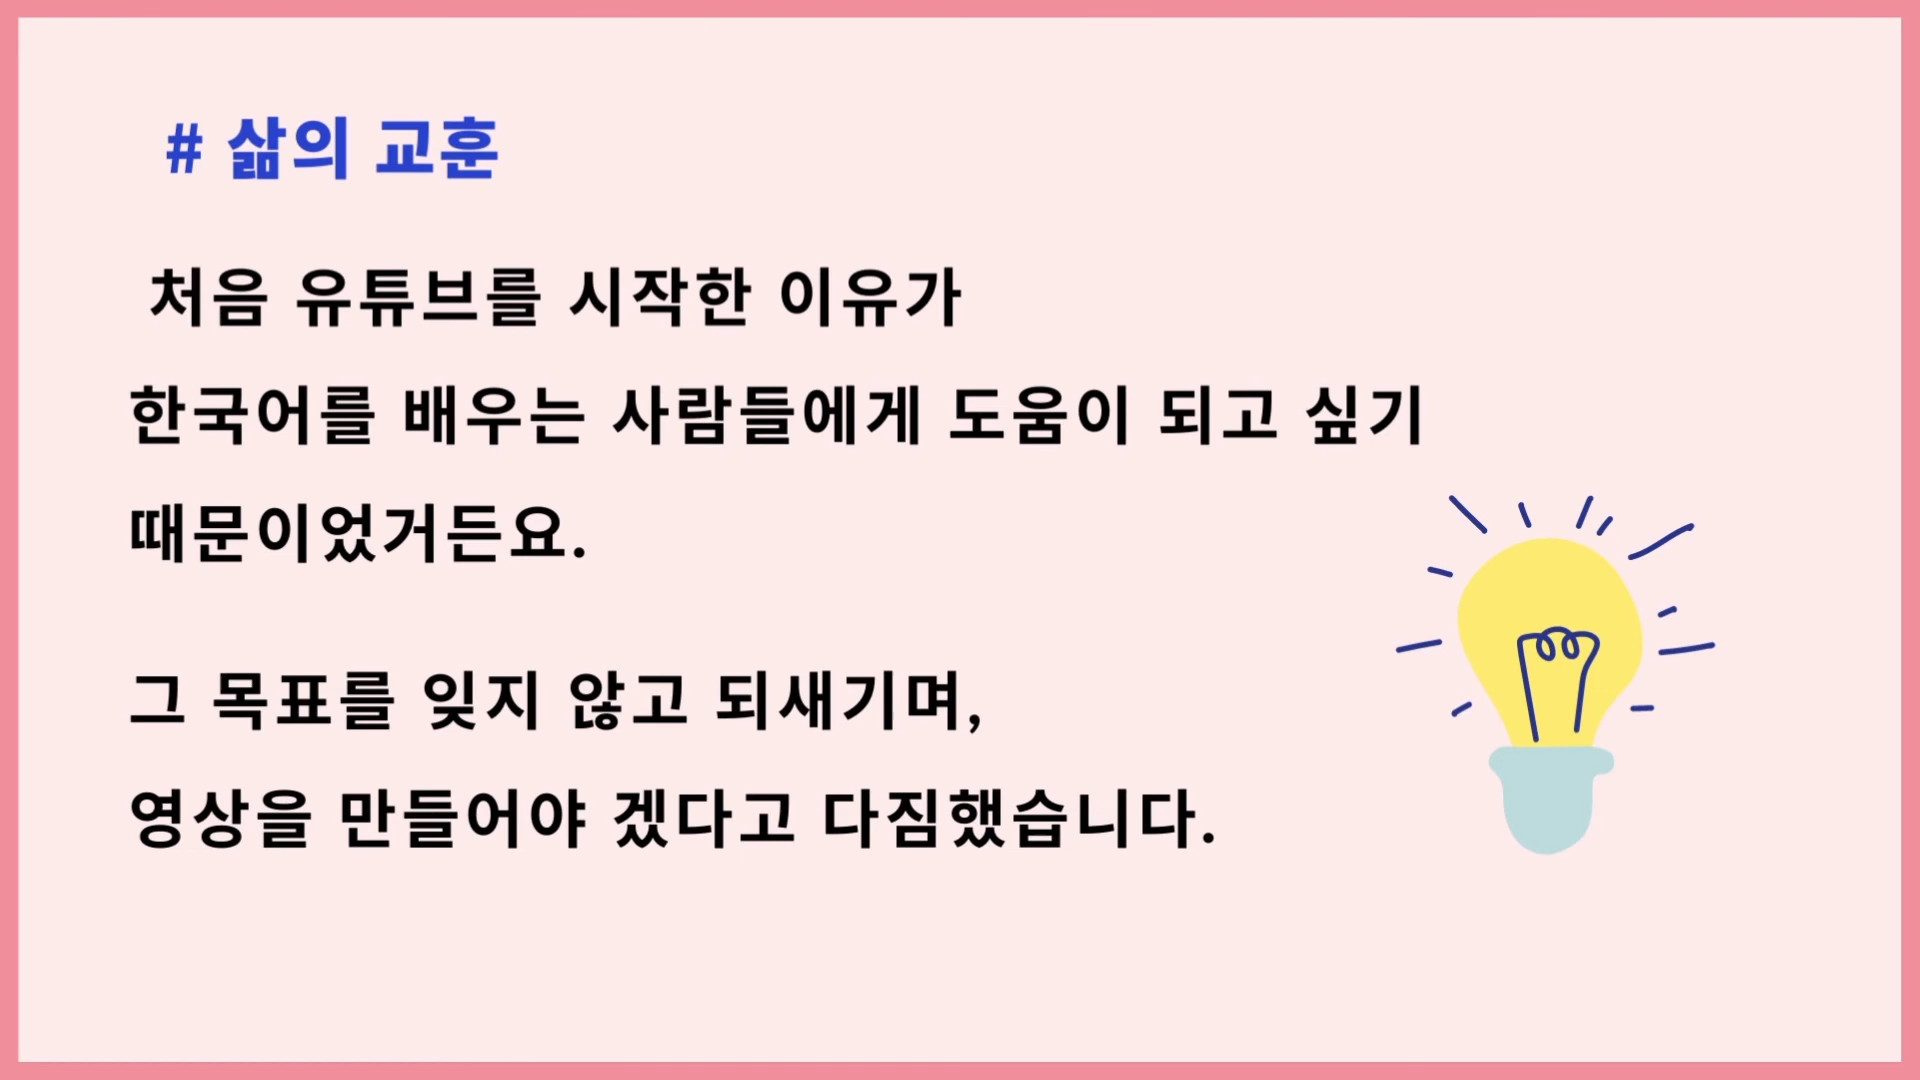 # 삶의 교훈
처음 유튜브를 시작한 이유가
한국어를 배우는 사람들에게 도움이 되고 싶기
때문이었거든요.
그 목표를 잊지 않고 되새기며,
영상을 만들어야 겠다고 다짐했습니다.